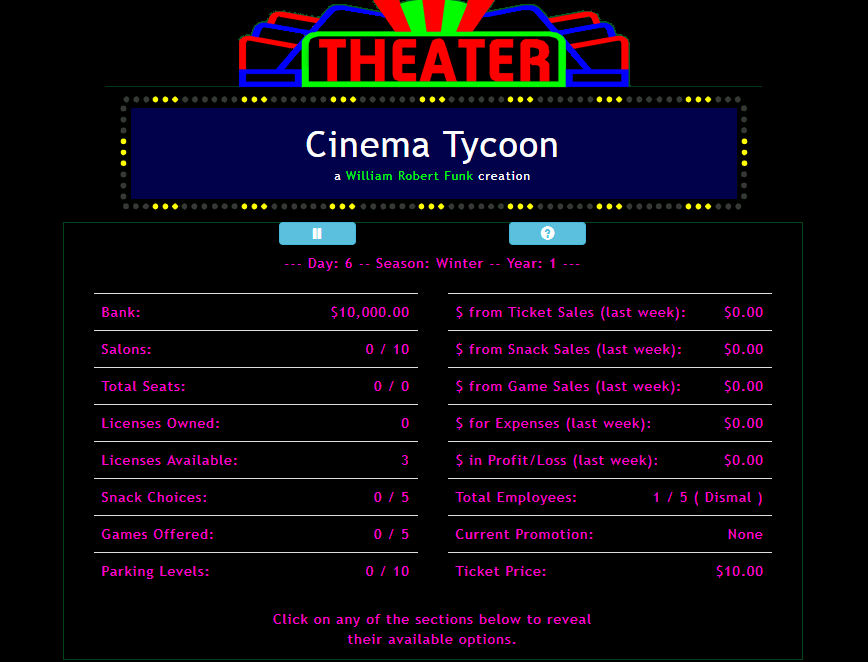 THEATER
Cinema Tycoon
a William Robert Funk creation
--- Day: 6 -- Season: Winter -- Year: 1 ---
Bank: $10,000.00
Salons: 0 / 10
Total Seats: 0 / 0
Licenses Owned: 0
Licenses Available: 3
Snack Choices: 0 / 5
Games Offered: 0 / 5
Parking Levels: 0 / 10
$ from Ticket Sales (last week): $0.00
$ from Snack Sales (last week): $0.00
$ from Game Sales (last week): $0.00
$ for Expenses (last week): $0.00
$ in Profit/Loss (last week): $0.00
Total Employees: 1 / 5 ( Dismal )
Current Promotion: None
Ticket Price: $10.00
Click on any of the sections below to reveal
their available options.